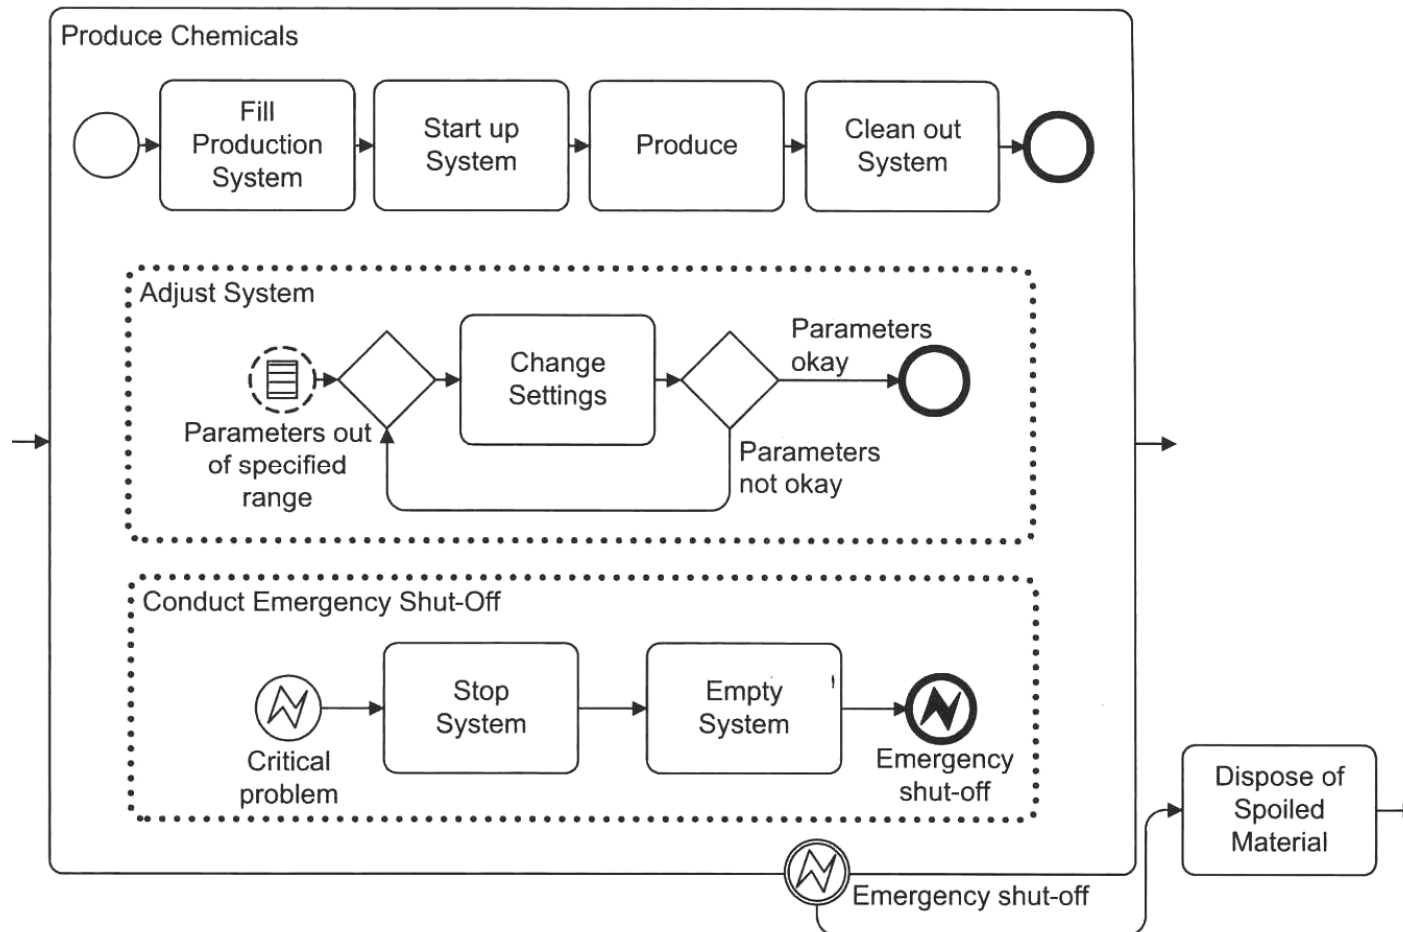 Produce Chemicals
Fill
Production
System
Start up
System
Produce
Clean out
System
Adjust System
Parameters out
of specified
range
Change
Settings
Parameters
okay
Parameters
not okay
Conduct Emergency Shut-Off
Critical
problem
Stop
System
Empty
System
Emergency
shut-off
Emergency shut-off
Dispose of
Spoiled
Material